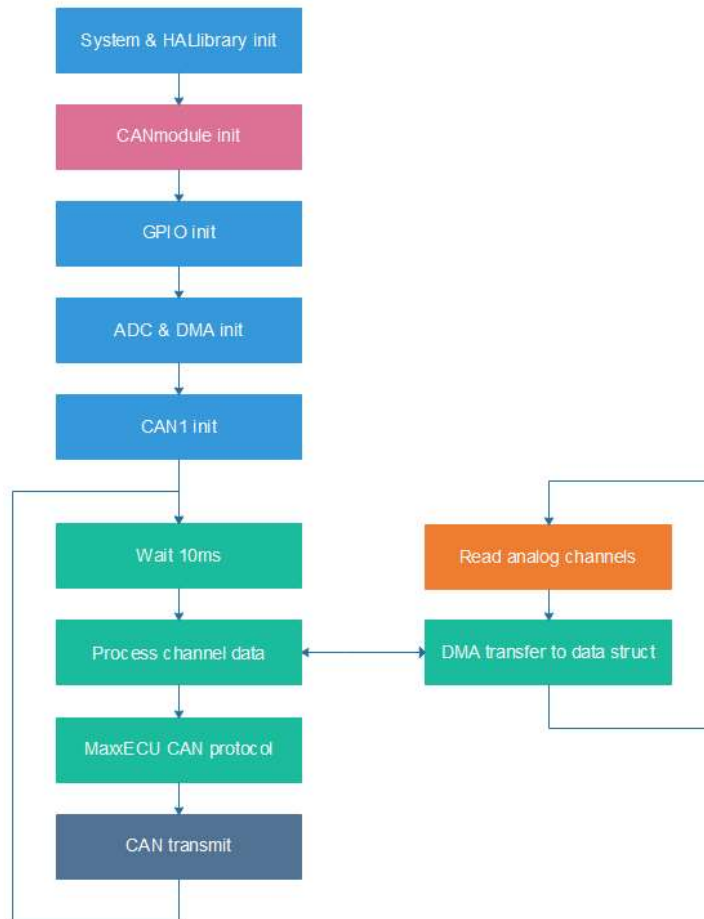 System & HALlibrary init
CANmodule init
GPIO init
ADC & DMA init
CAN1 init
Wait 10ms
Read analog channels
Process channel data
DMA transfer to data struct
MaxxECU CAN protocol
CAN transmit